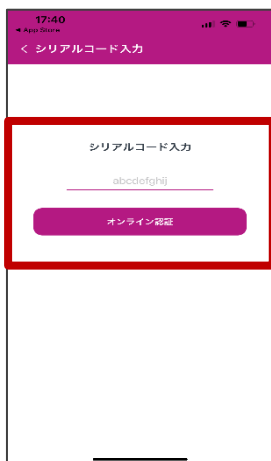 17:40
◀ App Store
< シリアルコード入力
シリアルコード入力
abcdefghij
オンライン認証